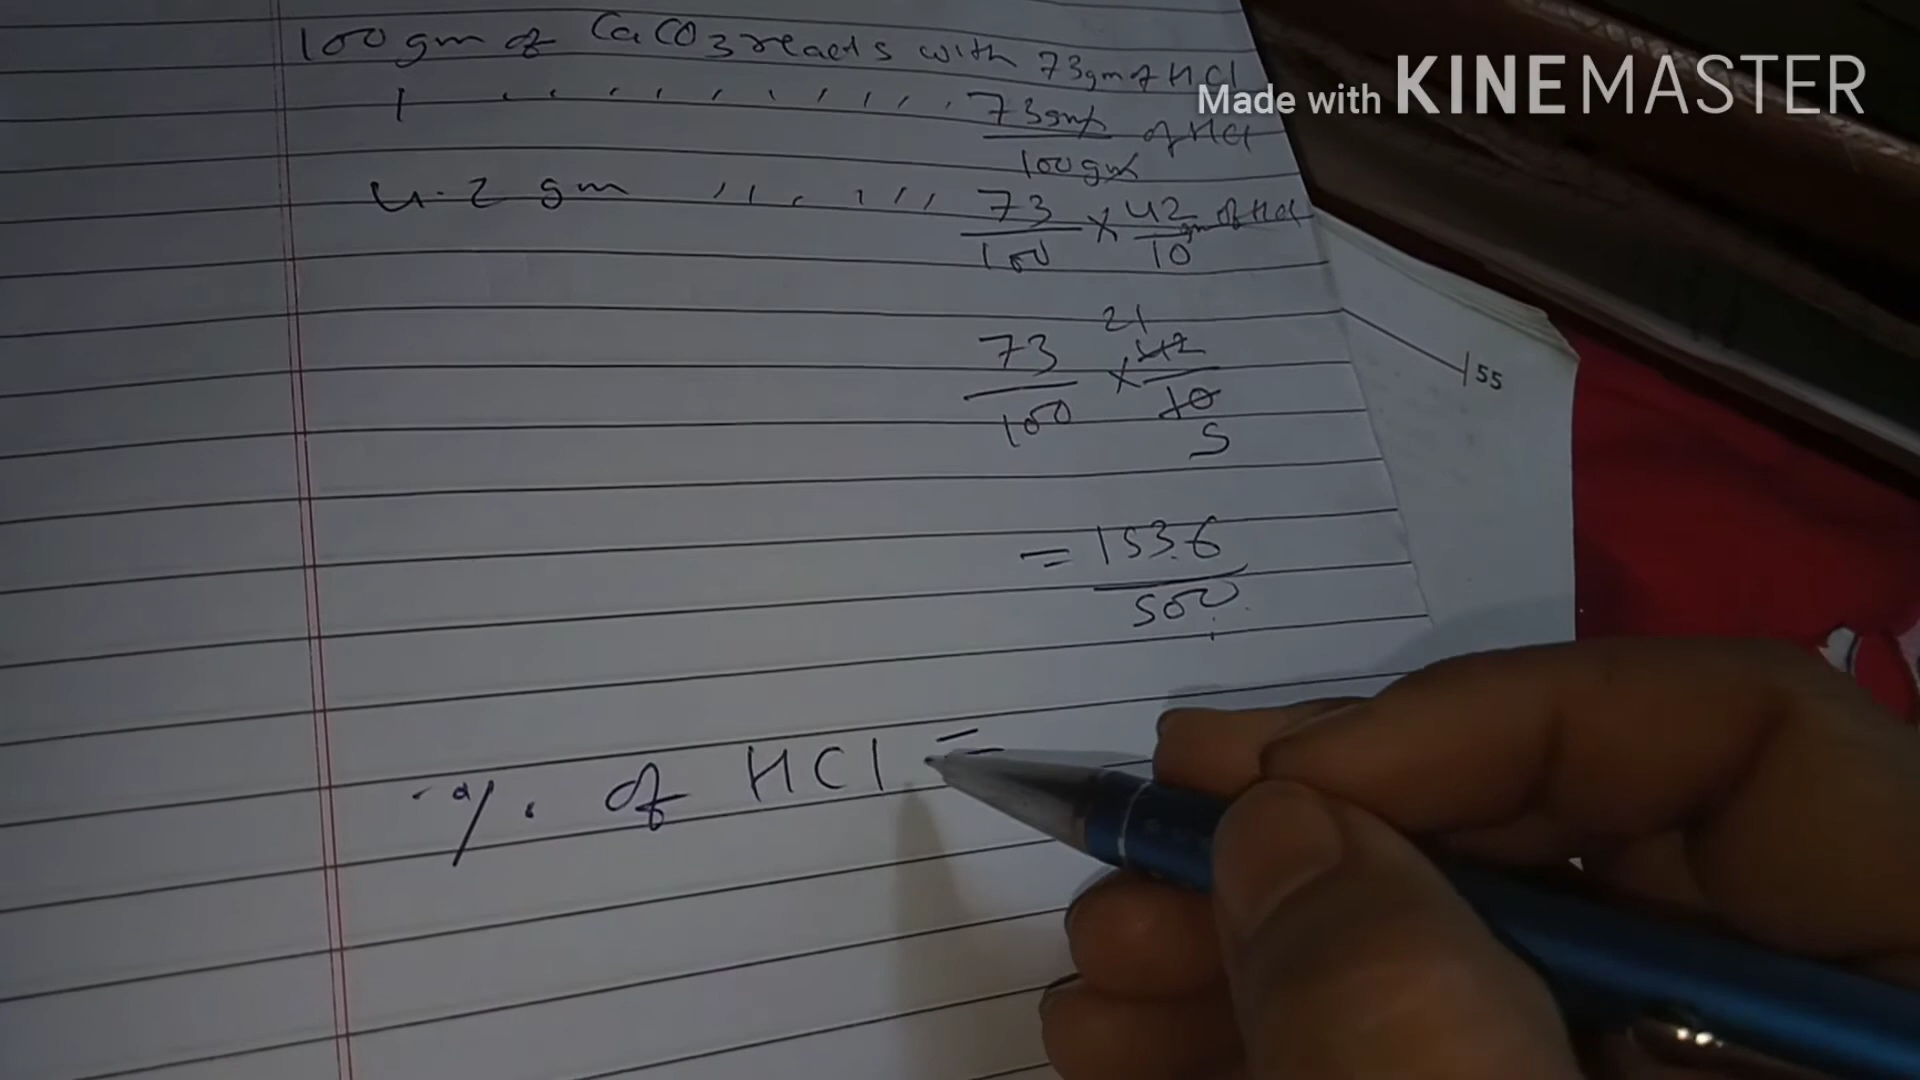 100 gm of CaCO3 reacts with 73gm of HCl
Made with KINEMASTER
1 , , , , , , , , , , 73gm of HCl
100gm
4.2 gm ,, , ,,, 73 × 42 gm of HCl
100 10
21
73 × 42
100 10
5
155
= 153.6
500
% of HCl =